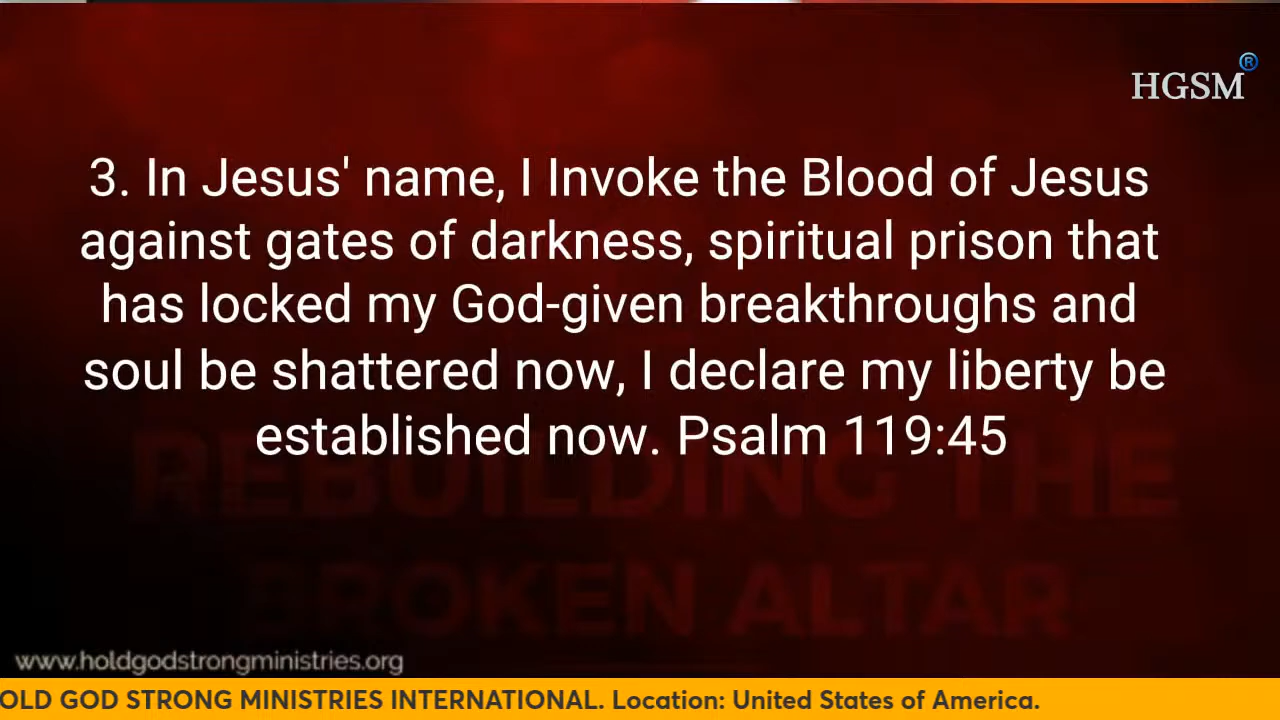 HGSM®
3. In Jesus' name, I Invoke the Blood of Jesus
against gates of darkness, spiritual prison that
has locked my God-given breakthroughs and
soul be shattered now, I declare my liberty be
established now. Psalm 119:45
REBUILDING THE
BROKEN ALTAR
www.holdgodstrongministries.org
OLD GOD STRONG MINISTRIES INTERNATIONAL. Location: United States of America.